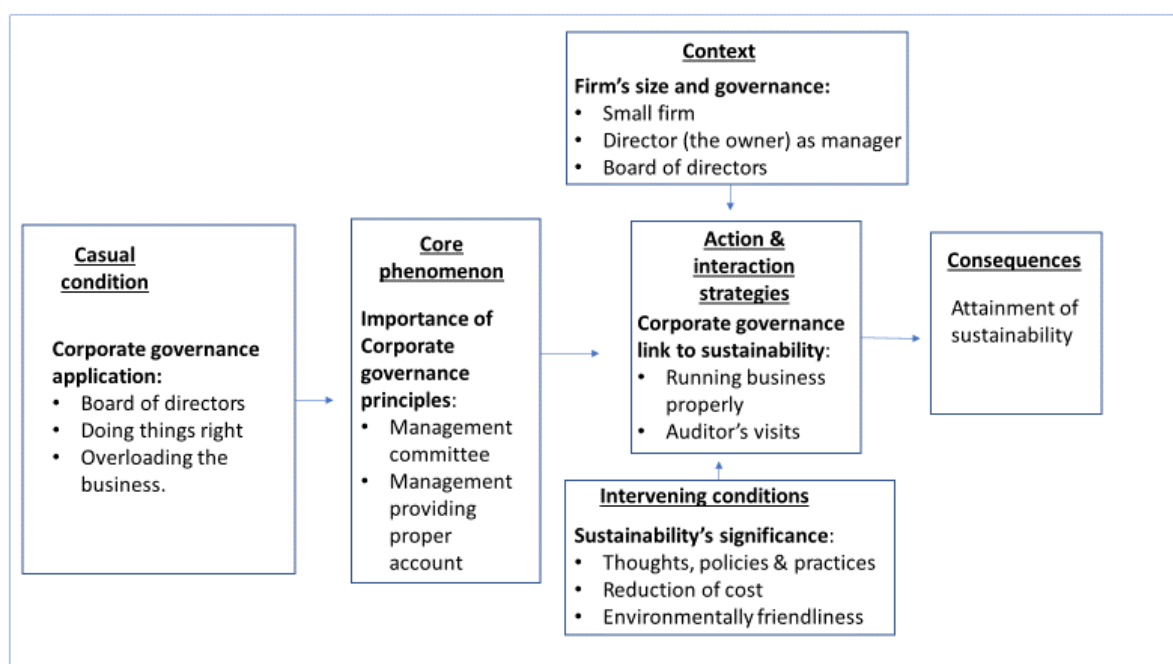 Context
Firm's size and governance:
• Small firm
• Director (the owner) as manager
• Board of directors
Casual
condition
Corporate governance
application:
• Board of directors
• Doing things right
• Overloading the
business.
Core
phenomenon
Importance of
Corporate
governance
principles:
• Management
committee
• Management
providing
proper
account
Action &
interaction
strategies
Corporate governance
link to sustainability:
• Running business
properly
• Auditor's visits
Consequences
Attainment of
sustainability
Intervening conditions
Sustainability's significance:
• Thoughts, policies & practices
• Reduction of cost
• Environmentally friendliness